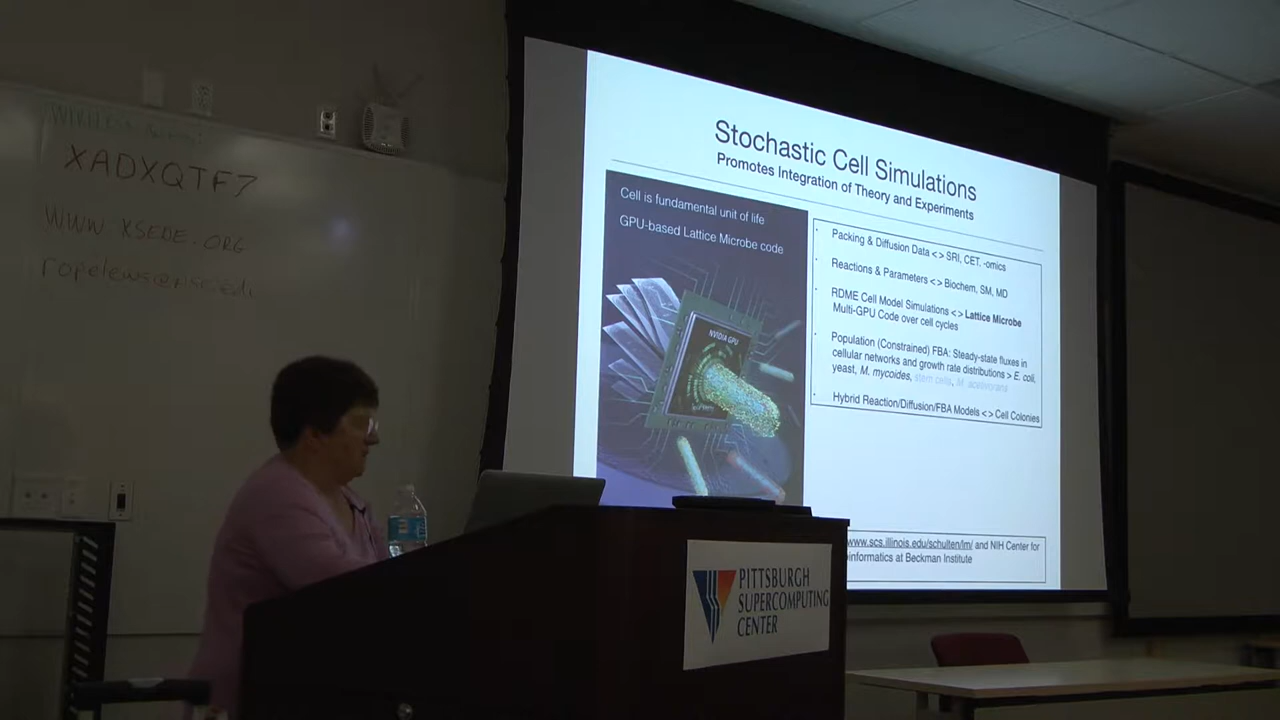 XADXQTF7
WWW XSEDE.ORG
Stochastic Cell Simulations
Promotes Integration of Theory and Experiments
Cell is fundamental unit of life
GPU-based Lattice Microbe code
NVIDIA GPU
Packing & Diffusion Data <> SRI, CET, -omics
Reactions & Parameters <> Biochem, SM, MD
RDME Cell Model Simulations <> Lattice Microbe
Multi-GPU Code over cell cycles
Population (Constrained) FBA: Steady-state fluxes in
cellular networks and growth rate distributions > E. coli,
yeast, M. mycoides, stem cells, M. acetivorans
Hybrid Reaction/Diffusion/FBA Models <> Cell Colonies
www.scs.illinois.edu/schulten/lm/ and NIH Center for
at Beckman Institute
PITTSBURGH
SUPERCOMPUTING
CENTER